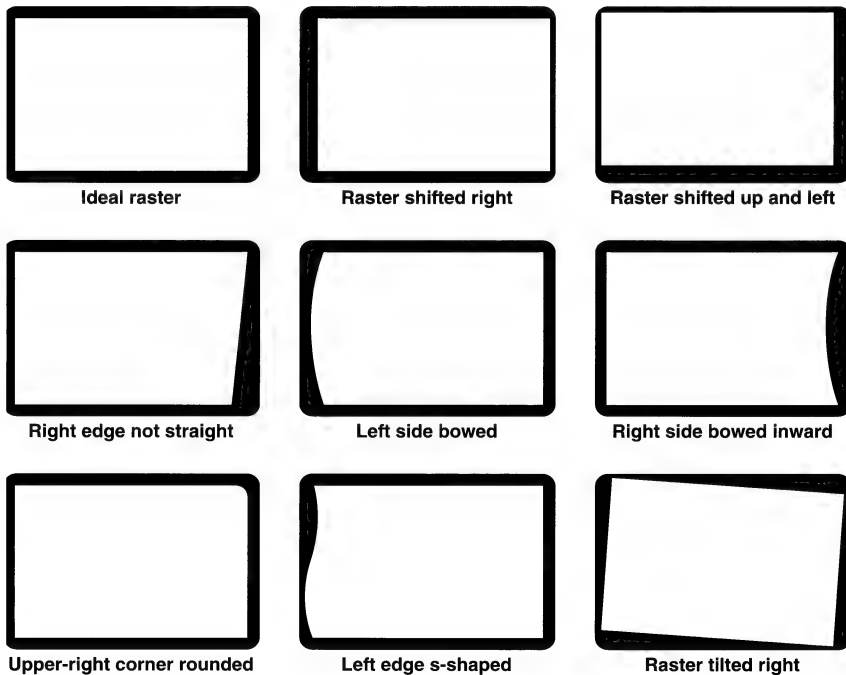 Ideal raster
Raster shifted right
Raster shifted up and left
Right edge not straight
Left side bowed
Right side bowed inward
Upper-right corner rounded
Left edge s-shaped
Raster tilted right